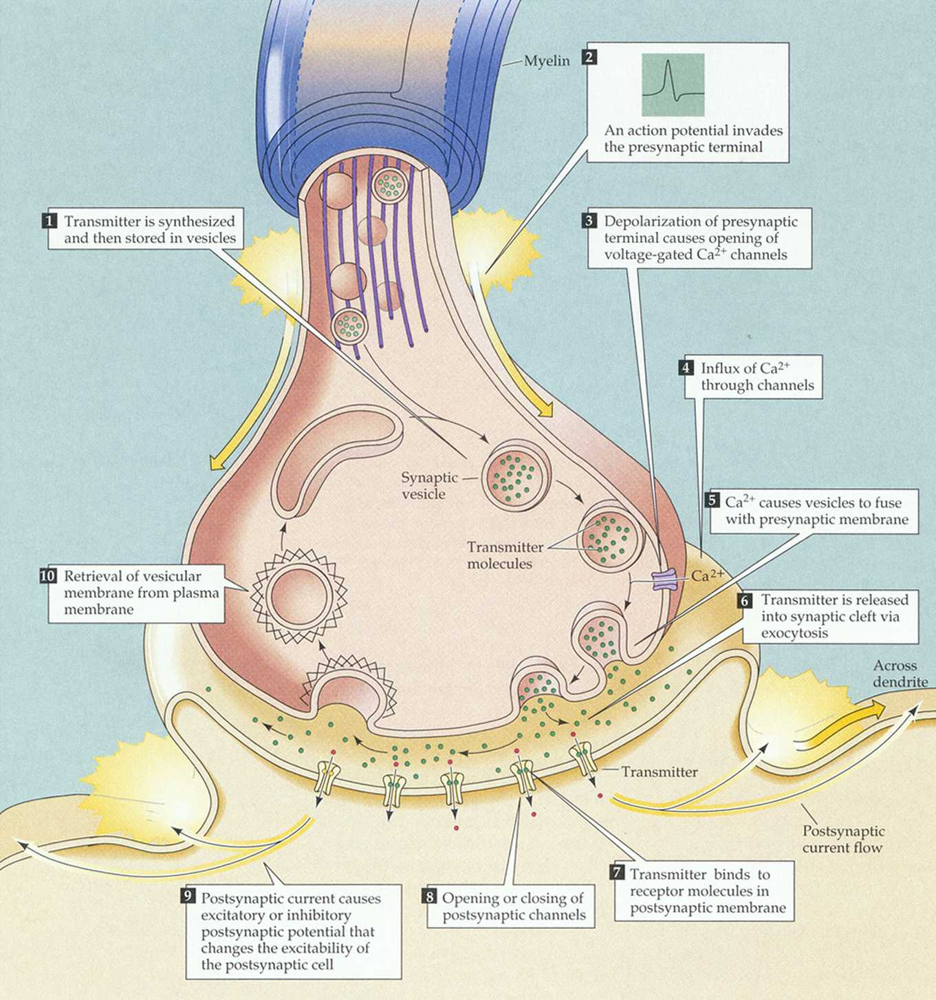 Myelin
2
An action potential invades
the presynaptic terminal
1 Transmitter is synthesized
and then stored in vesicles
3 Depolarization of presynaptic
terminal causes opening of
voltage-gated Ca2+ channels
4 Influx of Ca2+
through channels
Synaptic
vesicle
5 Ca2+ causes vesicles to fuse
with presynaptic membrane
Transmitter
molecules
Ca2+
10 Retrieval of vesicular
membrane from plasma
membrane
6 Transmitter is released
into synaptic cleft via
exocytosis
Across
dendrite
Transmitter
Postsynaptic
current flow
7 Transmitter binds to
receptor molecules in
postsynaptic membrane
8 Opening or closing of
postsynaptic channels
9 Postsynaptic current causes
excitatory or inhibitory
postsynaptic potential that
changes the excitability of
the postsynaptic cell